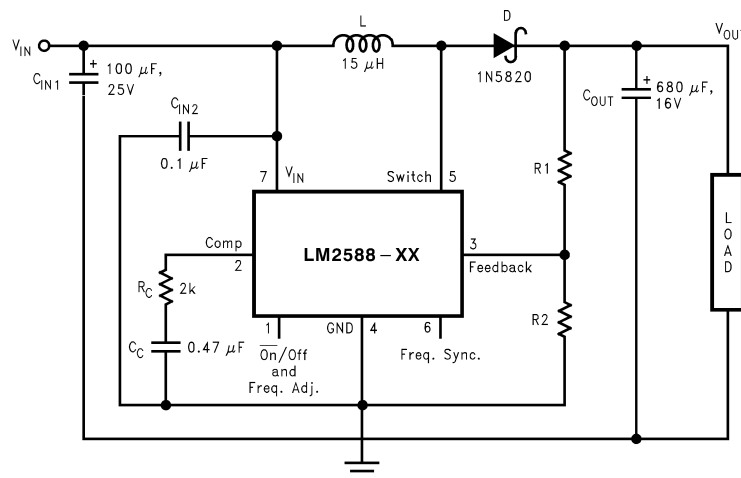 L
D
V_IN
V_OUT
15 μH
1N5820
+
100 μF,
25V
C_IN1
C_IN2
0.1 μF
+
680 μF,
16V
C_OUT
7
V_IN
Switch
5
R1
Comp
2
LM2588–XX
3
Feedback
L
O
A
D
R_C
2k
R2
1
GND
4
6
C_C
0.47 μF
On/Off
and
Freq. Adj.
Freq. Sync.